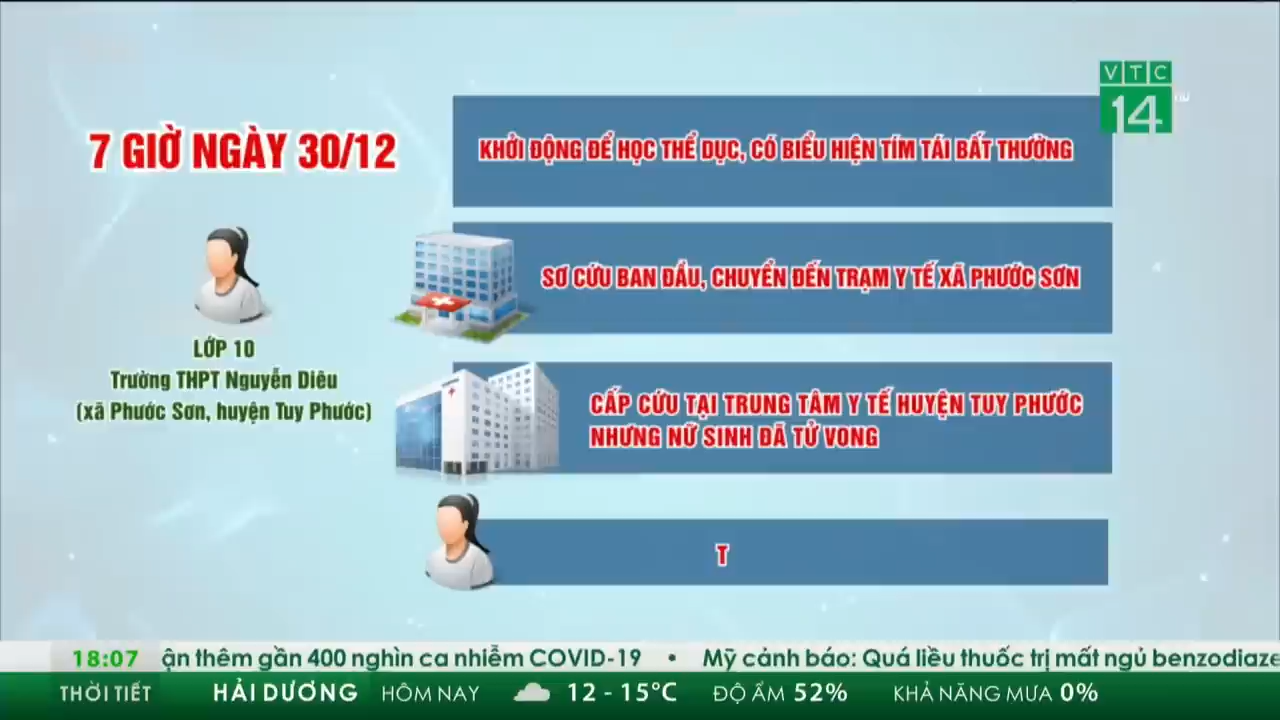 VTC
14
7 GIỜ NGÀY 30/12
KHỞI ĐỘNG ĐỂ HỌC THỂ DỤC, CÓ BIỂU HIỆN TÍM TÁI BẤT THƯỜNG
SƠ CỨU BAN ĐẦU, CHUYỂN ĐẾN TRẠM Y TẾ XÃ PHƯỚC SƠN
LỚP 10
Trường THPT Nguyễn Diêu
(xã Phước Sơn, huyện Tuy Phước)
CẤP CỨU TẠI TRUNG TÂM Y TẾ HUYỆN TUY PHƯỚC
NHƯNG NỮ SINH ĐÃ TỬ VONG
T
18:07 ận thêm gần 400 nghìn ca nhiễm COVID-19 • Mỹ cảnh báo: Quá liều thuốc trị mất ngủ benzodiaze
THỜI TIẾT HẢI DƯƠNG HÔM NAY 12 - 15°C ĐỘ ẨM 52% KHẢ NĂNG MƯA 0%